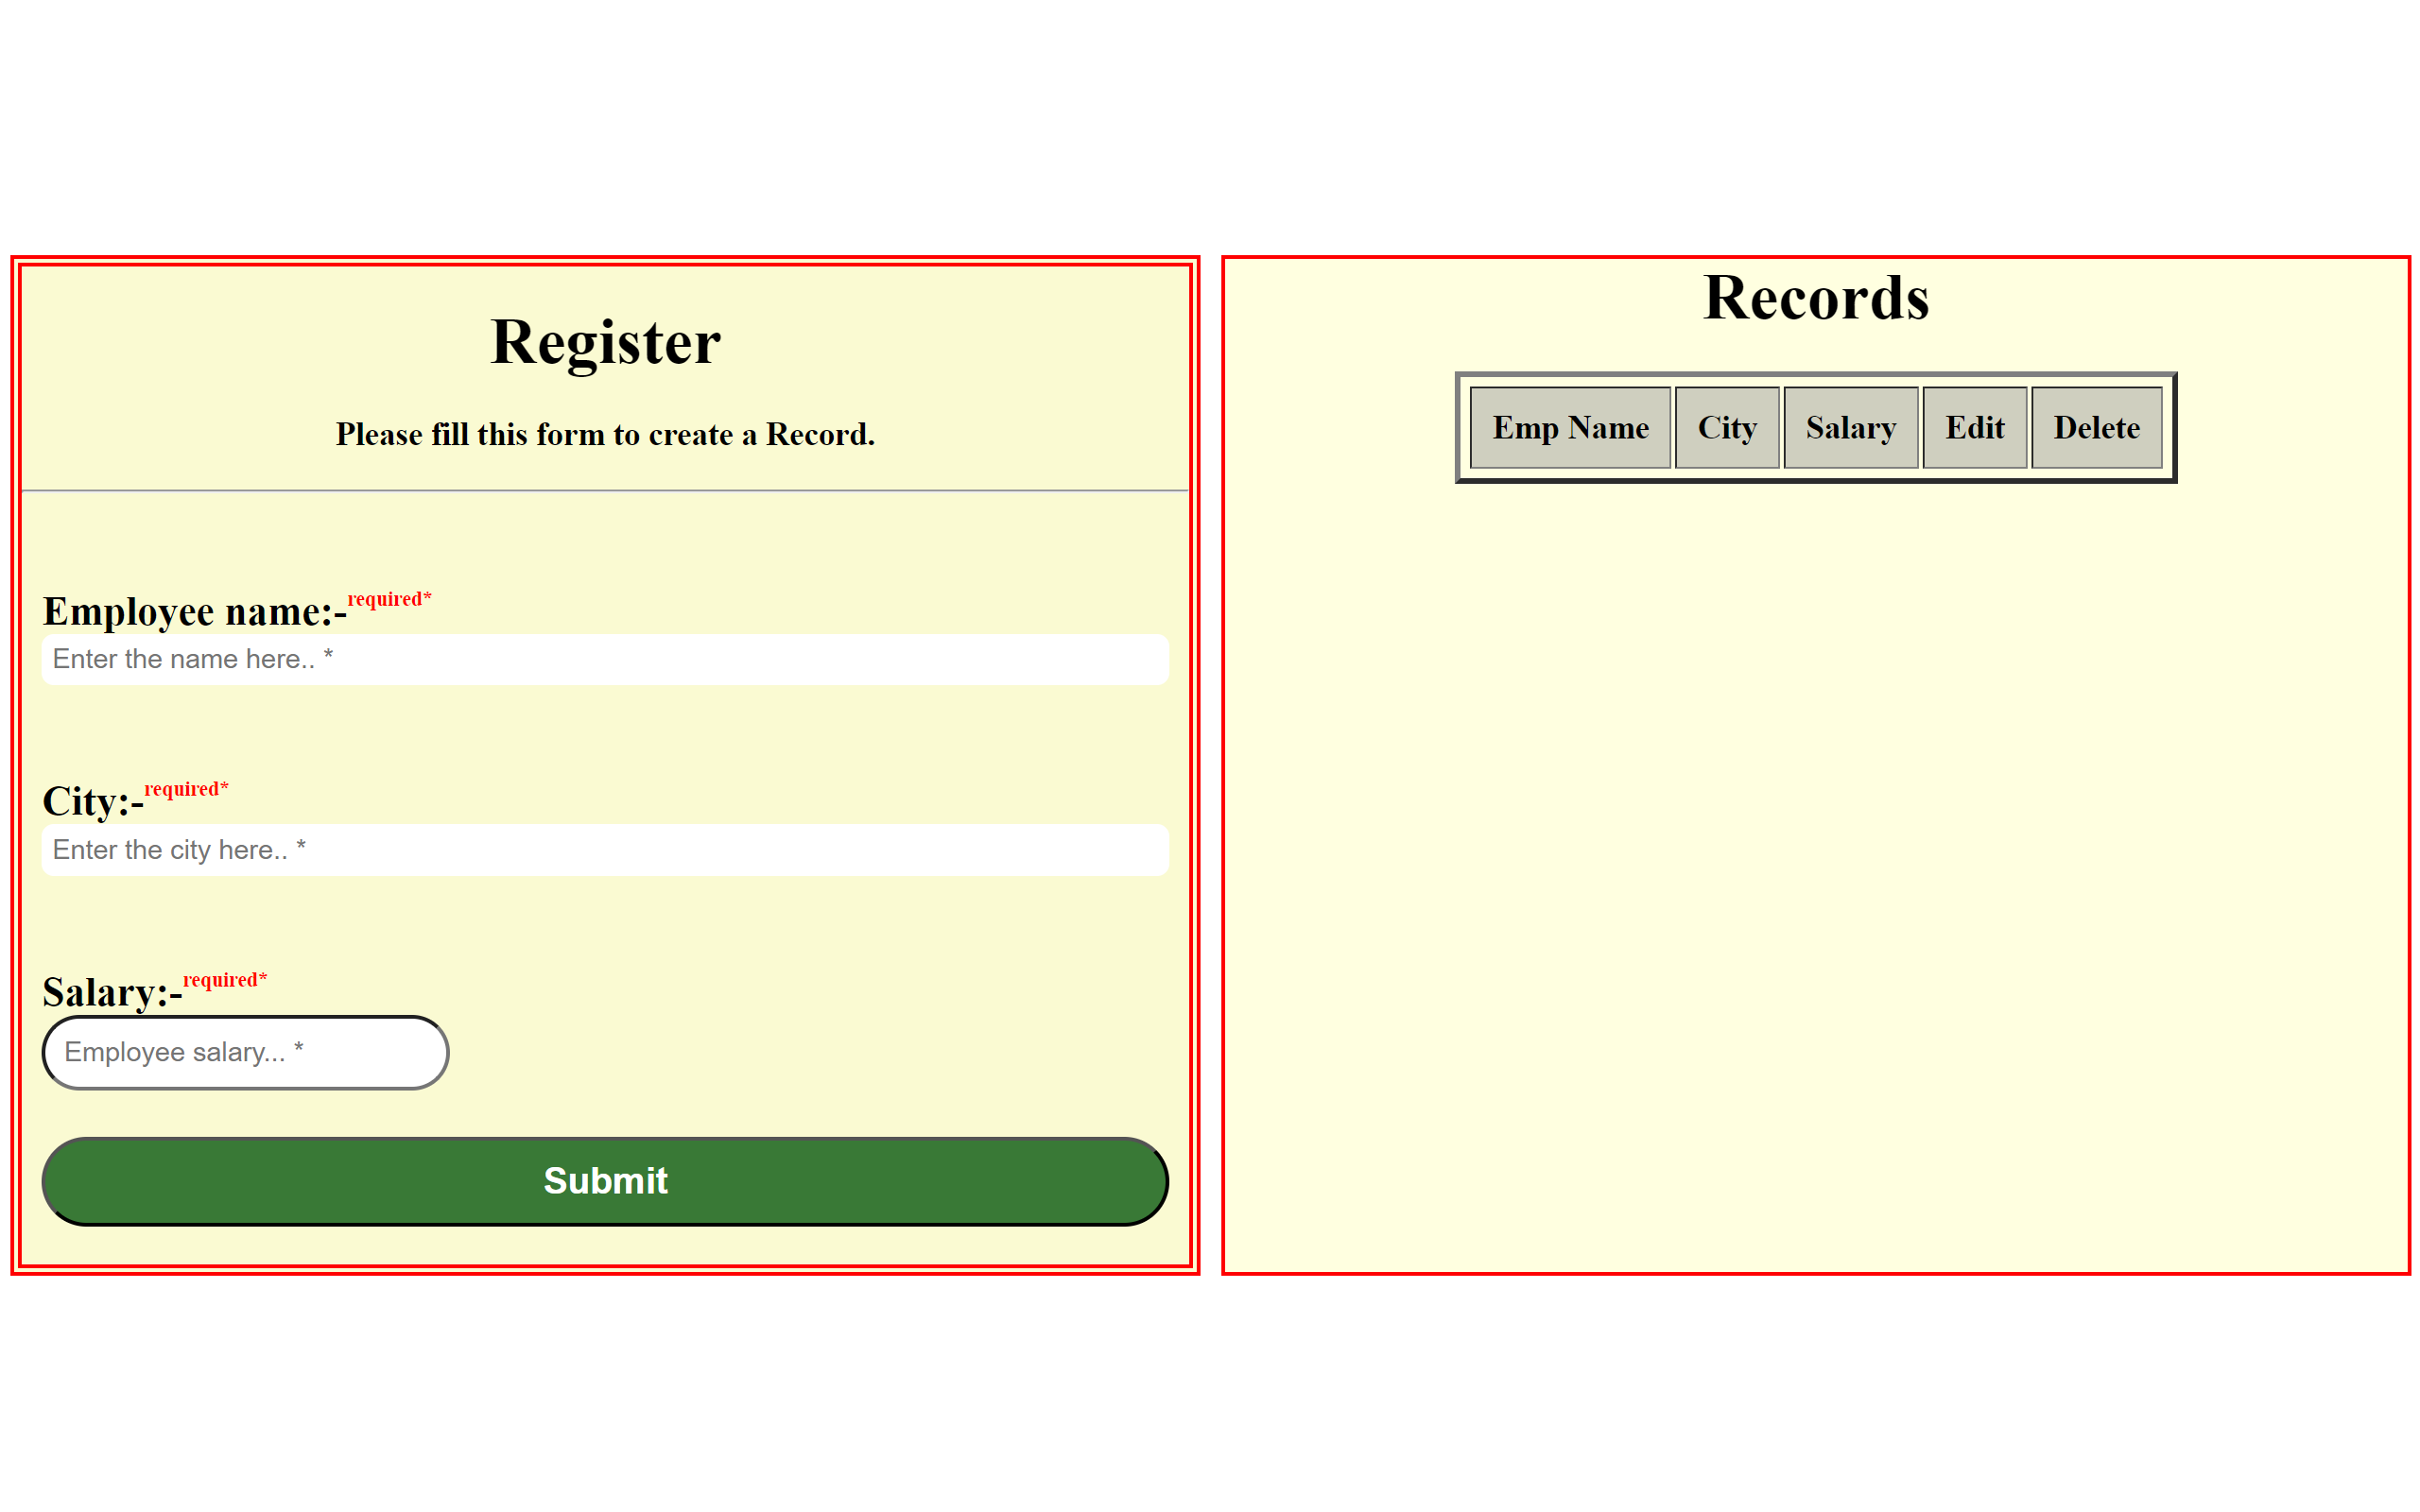 Register
Please fill this form to create a Record.
Employee name:-required*
Enter the name here.. *
City:-required*
Enter the city here.. *
Salary:-required*
Employee salary... *
Submit
Records
Emp Name City Salary Edit Delete